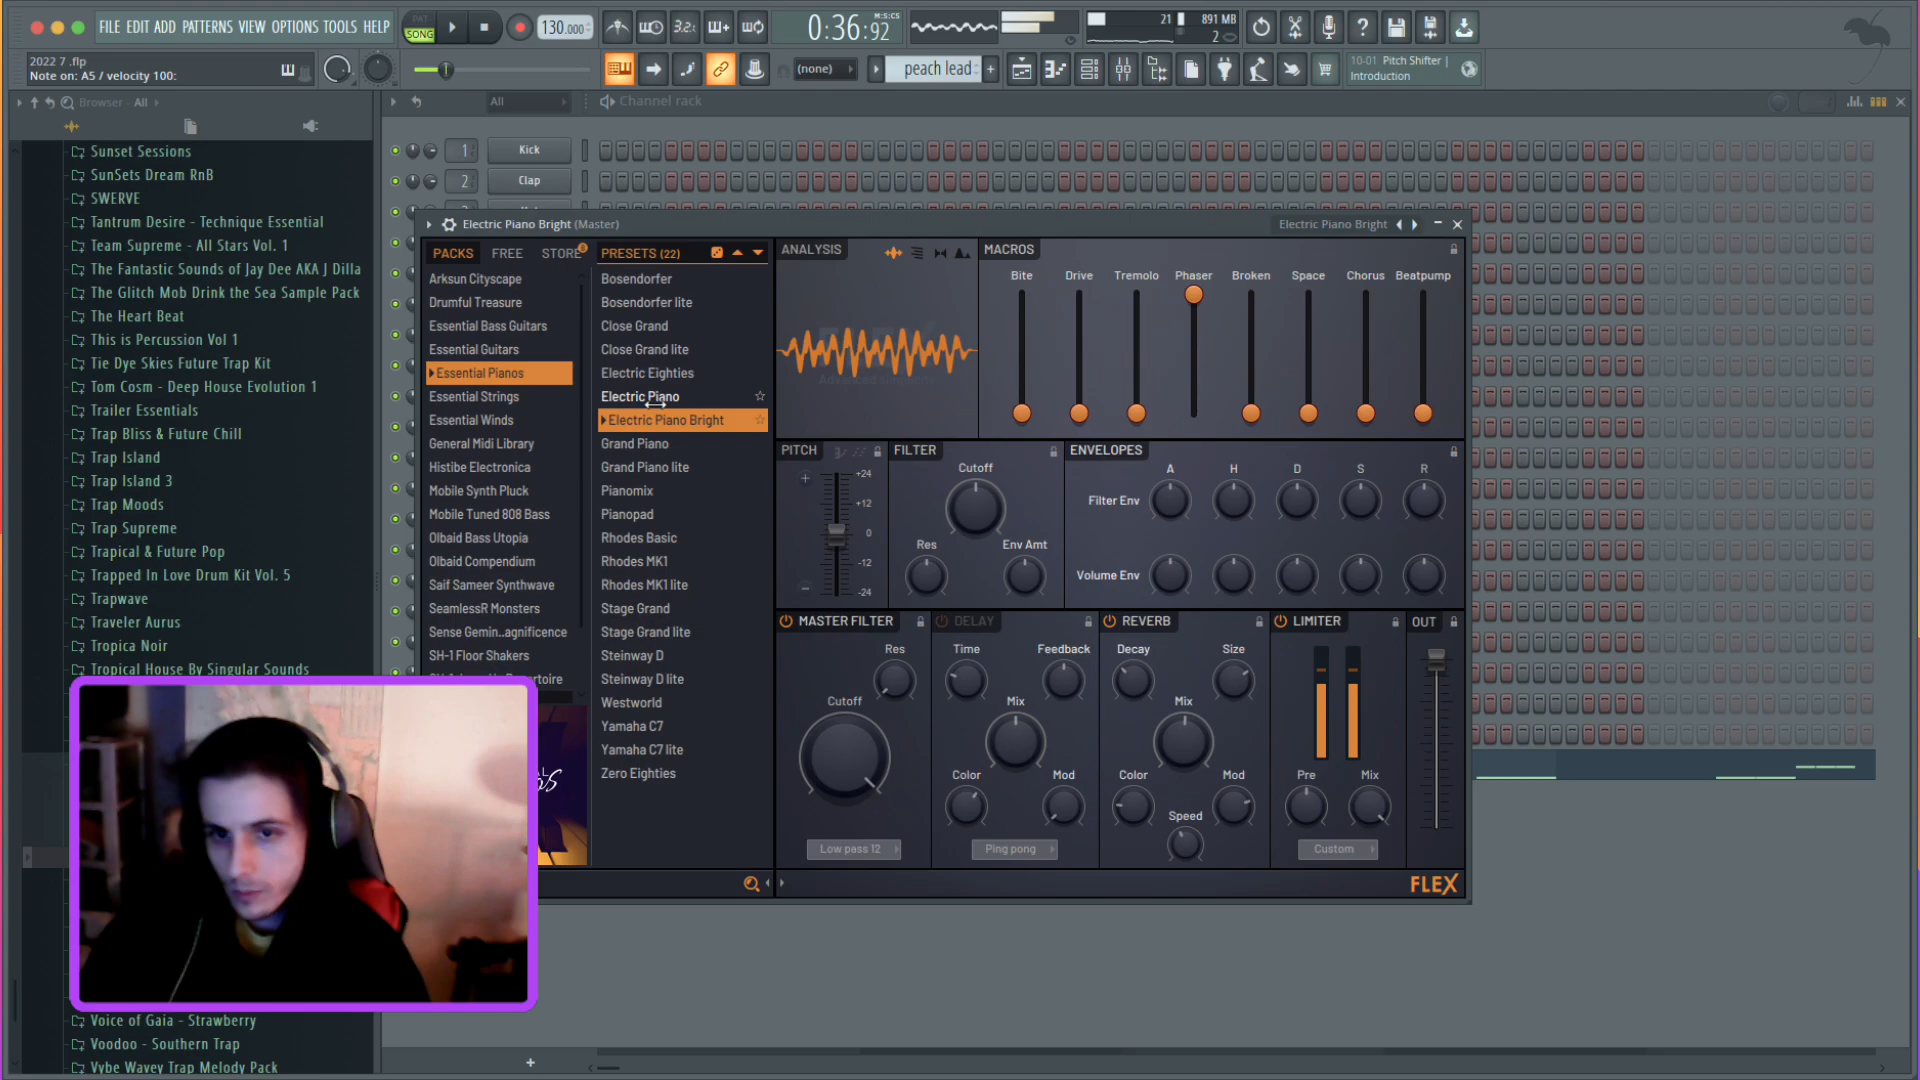 FILE EDIT ADD PATTERNS VIEW OPTIONS TOOLS HELP
PAT
SONG
130.000
3.2.
0:36:92
M:S:CS
21
891 MB
2
2022 7 .flp
Note on: A5 / velocity 100:
(none)
peach lead
10-01 Pitch Shifter |
Introduction
Browser - All
All
Channel rack
Sunset Sessions
SunSets Dream RnB
SWERVE
Tantrum Desire - Technique Essential
Team Supreme - All Stars Vol. 1
The Fantastic Sounds of Jay Dee AKA J Dilla
The Glitch Mob Drink the Sea Sample Pack
The Heart Beat
This is Percussion Vol 1
Tie Dye Skies Future Trap Kit
Tom Cosm - Deep House Evolution 1
Trailer Essentials
Trap Bliss & Future Chill
Trap Island
Trap Island 3
Trap Moods
Trap Supreme
Trapical & Future Pop
Trapped In Love Drum Kit Vol. 5
Trapwave
Traveler Aurus
Tropica Noir
Tropical House By Singular Sounds
Voice of Gaia - Strawberry
Voodoo - Southern Trap
Vybe Wavey Trap Melody Pack
1
Kick
2
Clap
Electric Piano Bright (Master)
Electric Piano Bright
PACKS
FREE
STORE
PRESETS (22)
Arksun Cityscape
Drumful Treasure
Essential Bass Guitars
Essential Guitars
Essential Pianos
Essential Strings
Essential Winds
General Midi Library
Histibe Electronica
Mobile Synth Pluck
Mobile Tuned 808 Bass
Olbaid Bass Utopia
Olbaid Compendium
Saif Sameer Synthwave
SeamlessR Monsters
Sense Gemin..agnificence
SH-1 Floor Shakers
Bosendorfer
Bosendorfer lite
Close Grand
Close Grand lite
Electric Eighties
Electric Piano
Electric Piano Bright
Grand Piano
Grand Piano lite
Pianomix
Pianopad
Rhodes Basic
Rhodes MK1
Rhodes MK1 lite
Stage Grand
Stage Grand lite
Steinway D
Steinway D lite
Westworld
Yamaha C7
Yamaha C7 lite
Zero Eighties
ANALYSIS
MACROS
Bite
Drive
Tremolo
Phaser
Broken
Space
Chorus
Beatpump
PITCH
+24
+12
0
-12
-24
FILTER
Cutoff
Res
Env Amt
ENVELOPES
A
H
D
S
R
Filter Env
Volume Env
MASTER FILTER
Res
Cutoff
Low pass 12
DELAY
Time
Feedback
Mix
Color
Mod
Ping pong
REVERB
Decay
Size
Mix
Color
Mod
Speed
LIMITER
Pre
Mix
Custom
OUT
FLEX